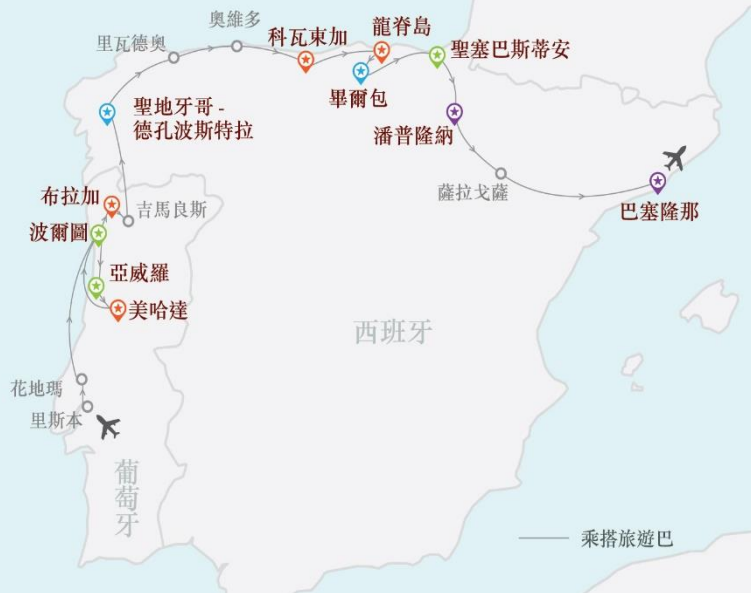 奧維多
里瓦德奧
科瓦東加
龍脊島
聖塞巴斯蒂安
畢爾包
聖地牙哥 -
德孔波斯特拉
潘普隆納
薩拉戈薩
巴塞隆那
布拉加
吉馬良斯
波爾圖
亞威羅
美哈達
西班牙
花地瑪
里斯本
葡萄牙
乘搭旅遊巴